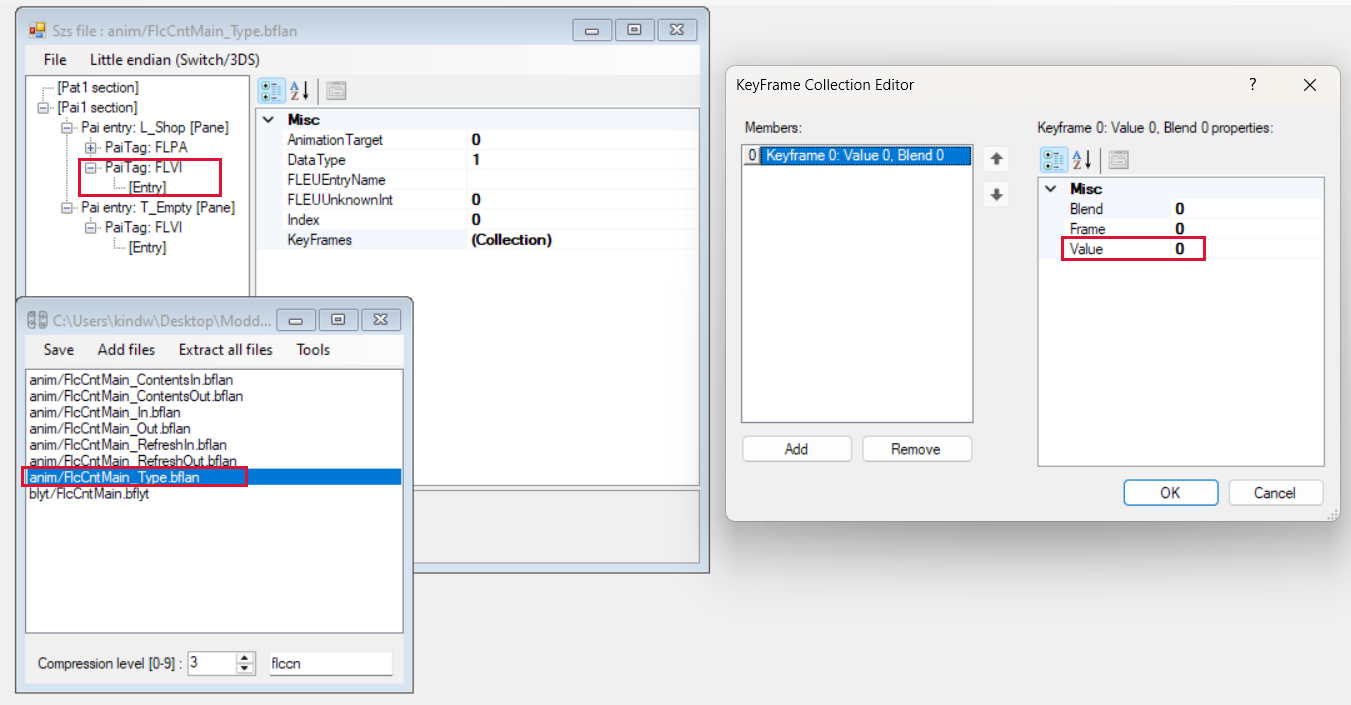 Szs file : anim/FlcCntMain_Type.bflan
File Little endian (Switch/3DS)
[Pat1 section]
[Pai1 section]
Pai entry: L_Shop [Pane]
PaiTag: FLPA
PaiTag: FLVI
[Entry]
Pai entry: T_Empty [Pane]
PaiTag: FLVI
[Entry]
Misc
AnimationTarget 0
DataType 1
FLEUEntryName
FLEUUnknownInt 0
Index 0
KeyFrames (Collection)
C:\Users\kindw\Desktop\Modd...
Save Add files Extract all files Tools
anim/FlcCntMain_ContentsIn.bflan
anim/FlcCntMain_ContentsOut.bflan
anim/FlcCntMain_In.bflan
anim/FlcCntMain_Out.bflan
anim/FlcCntMain_RefreshIn.bflan
anim/FlcCntMain_RefreshOut.bflan
anim/FlcCntMain_Type.bflan
blyt/FlcCntMain.bflyt
Compression level [0-9] : 3 flccn
KeyFrame Collection Editor ?
Members:
0 Keyframe 0: Value 0, Blend 0
Add Remove
Keyframe 0: Value 0, Blend 0 properties:
Misc
Blend 0
Frame 0
Value 0
OK Cancel